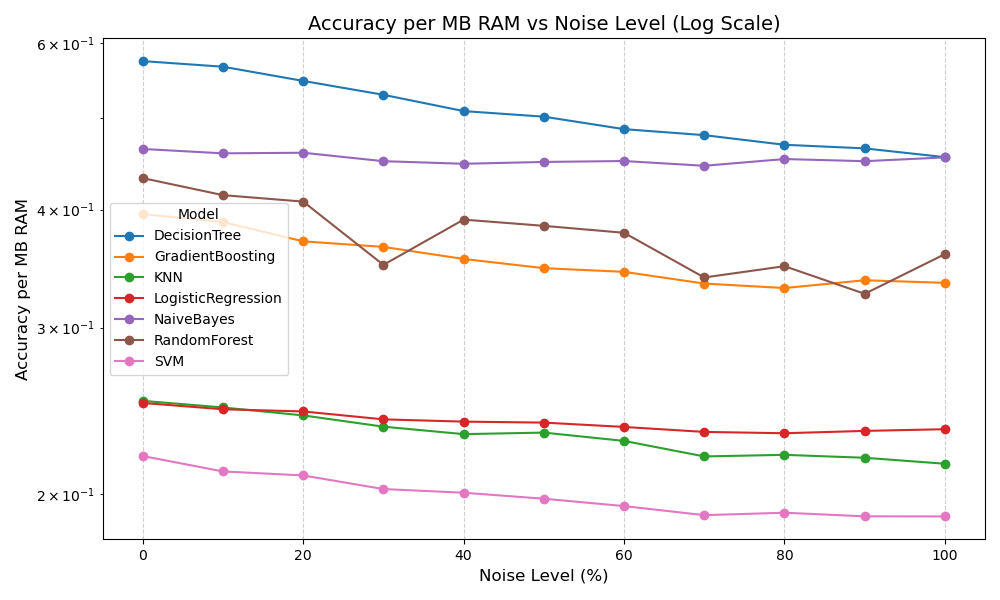 Accuracy per MB RAM vs Noise Level (Log Scale)
Accuracy per MB RAM
6 × 10⁻¹
4 × 10⁻¹
3 × 10⁻¹
2 × 10⁻¹
Model
DecisionTree
GradientBoosting
KNN
LogisticRegression
NaiveBayes
RandomForest
SVM
0 20 40 60 80 100
Noise Level (%)